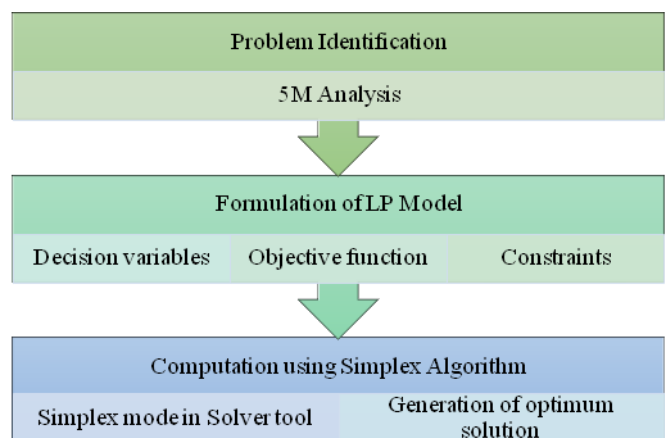 Problem Identification
5M Analysis
Formulation of LP Model
Decision variables
Objective function
Constraints
Computation using Simplex Algorithm
Simplex mode in Solver tool
Generation of optimum
solution